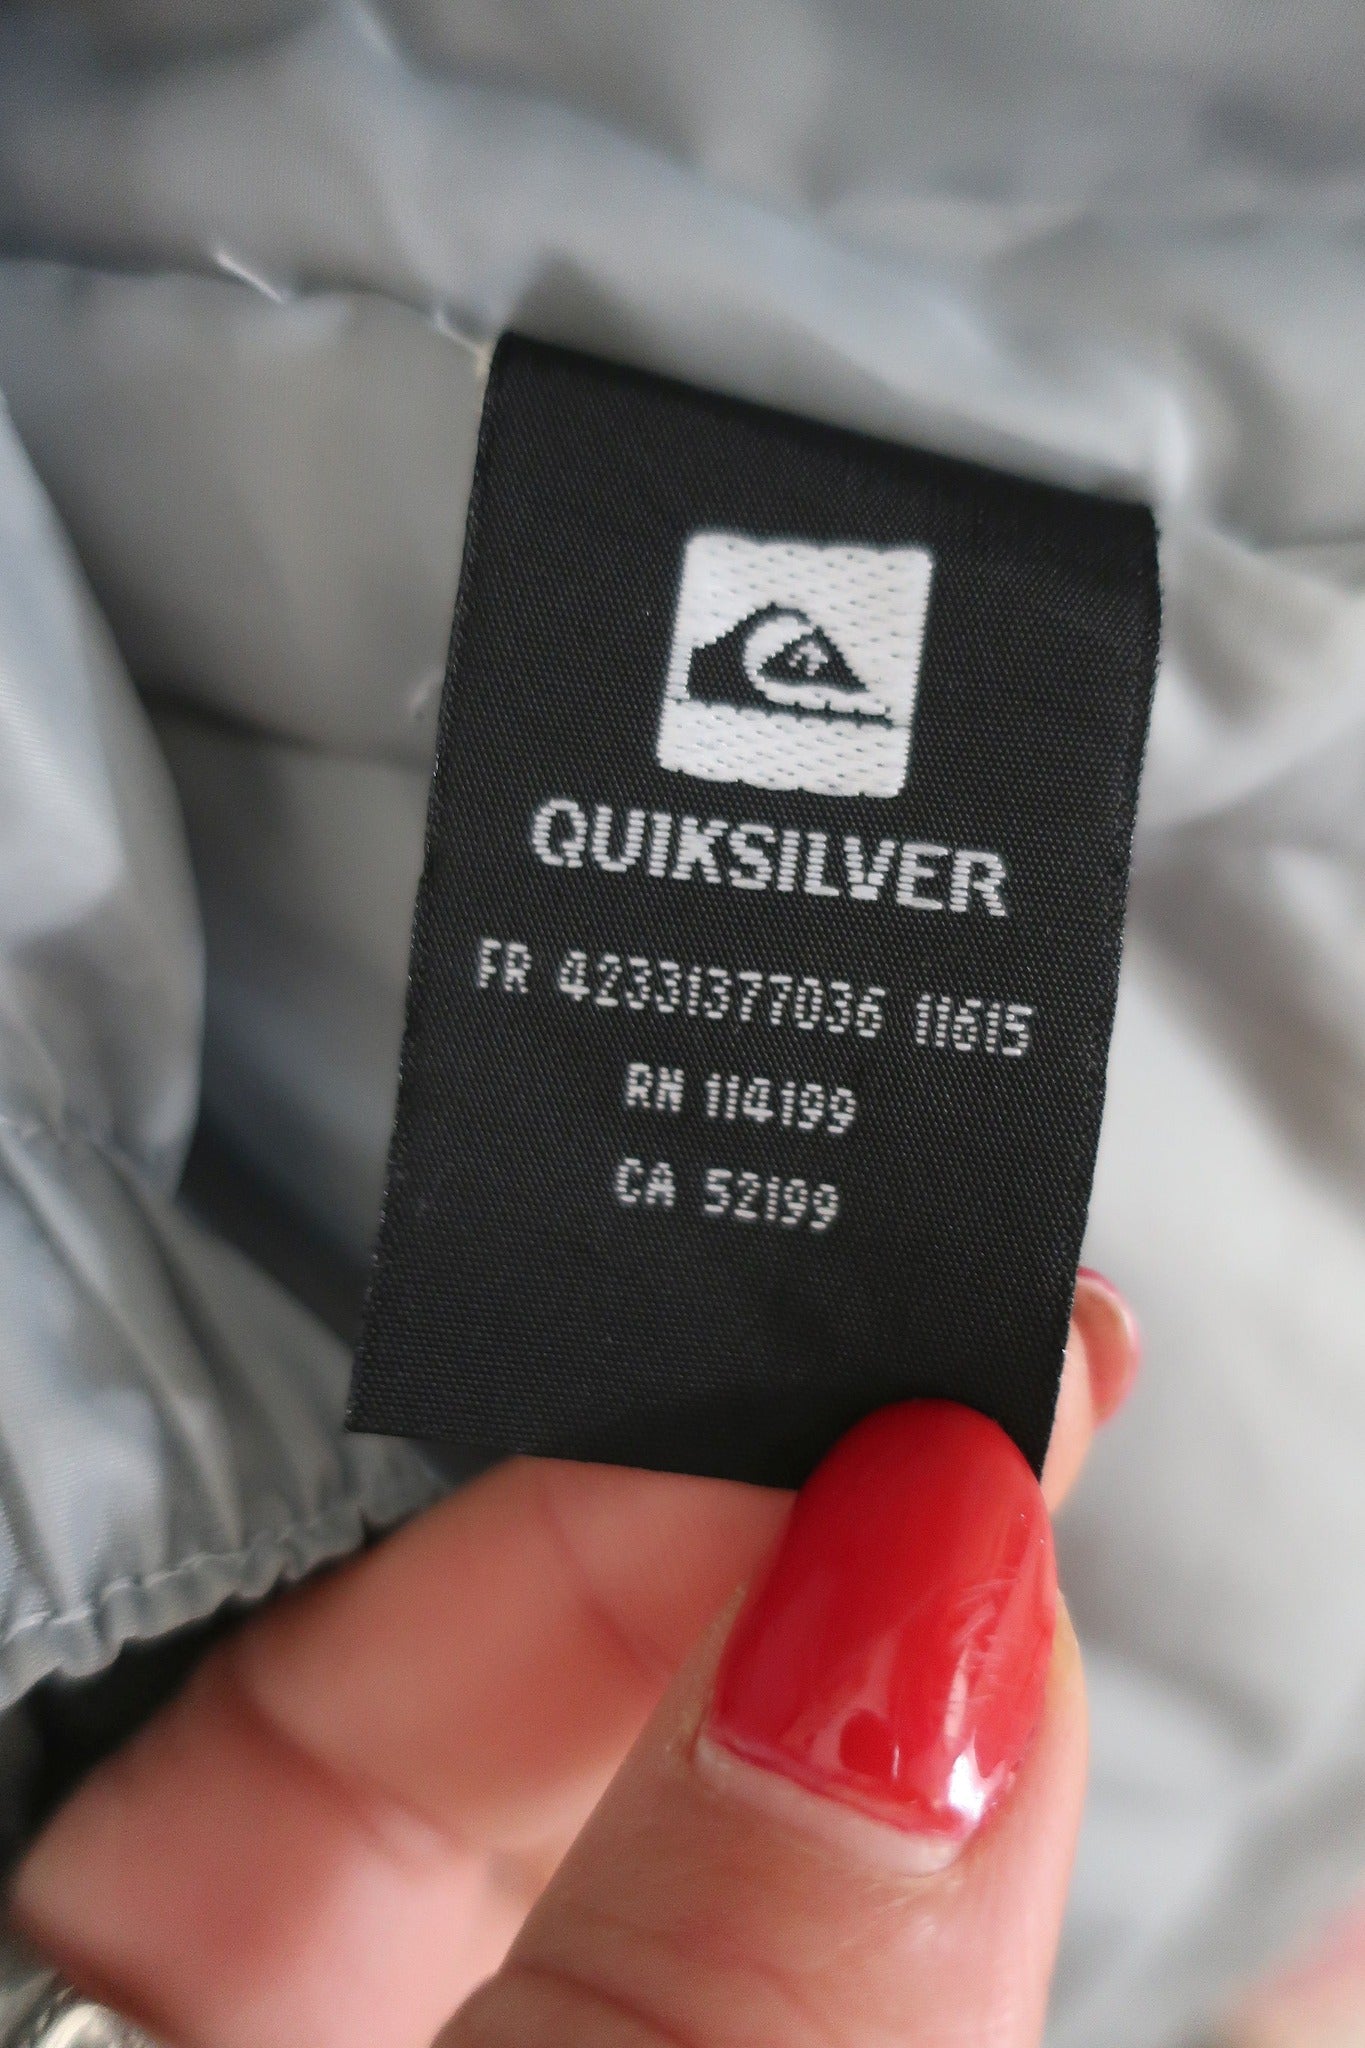 QUIKSILVER
FR 42331377036 11615
RN 114199
CA 52199